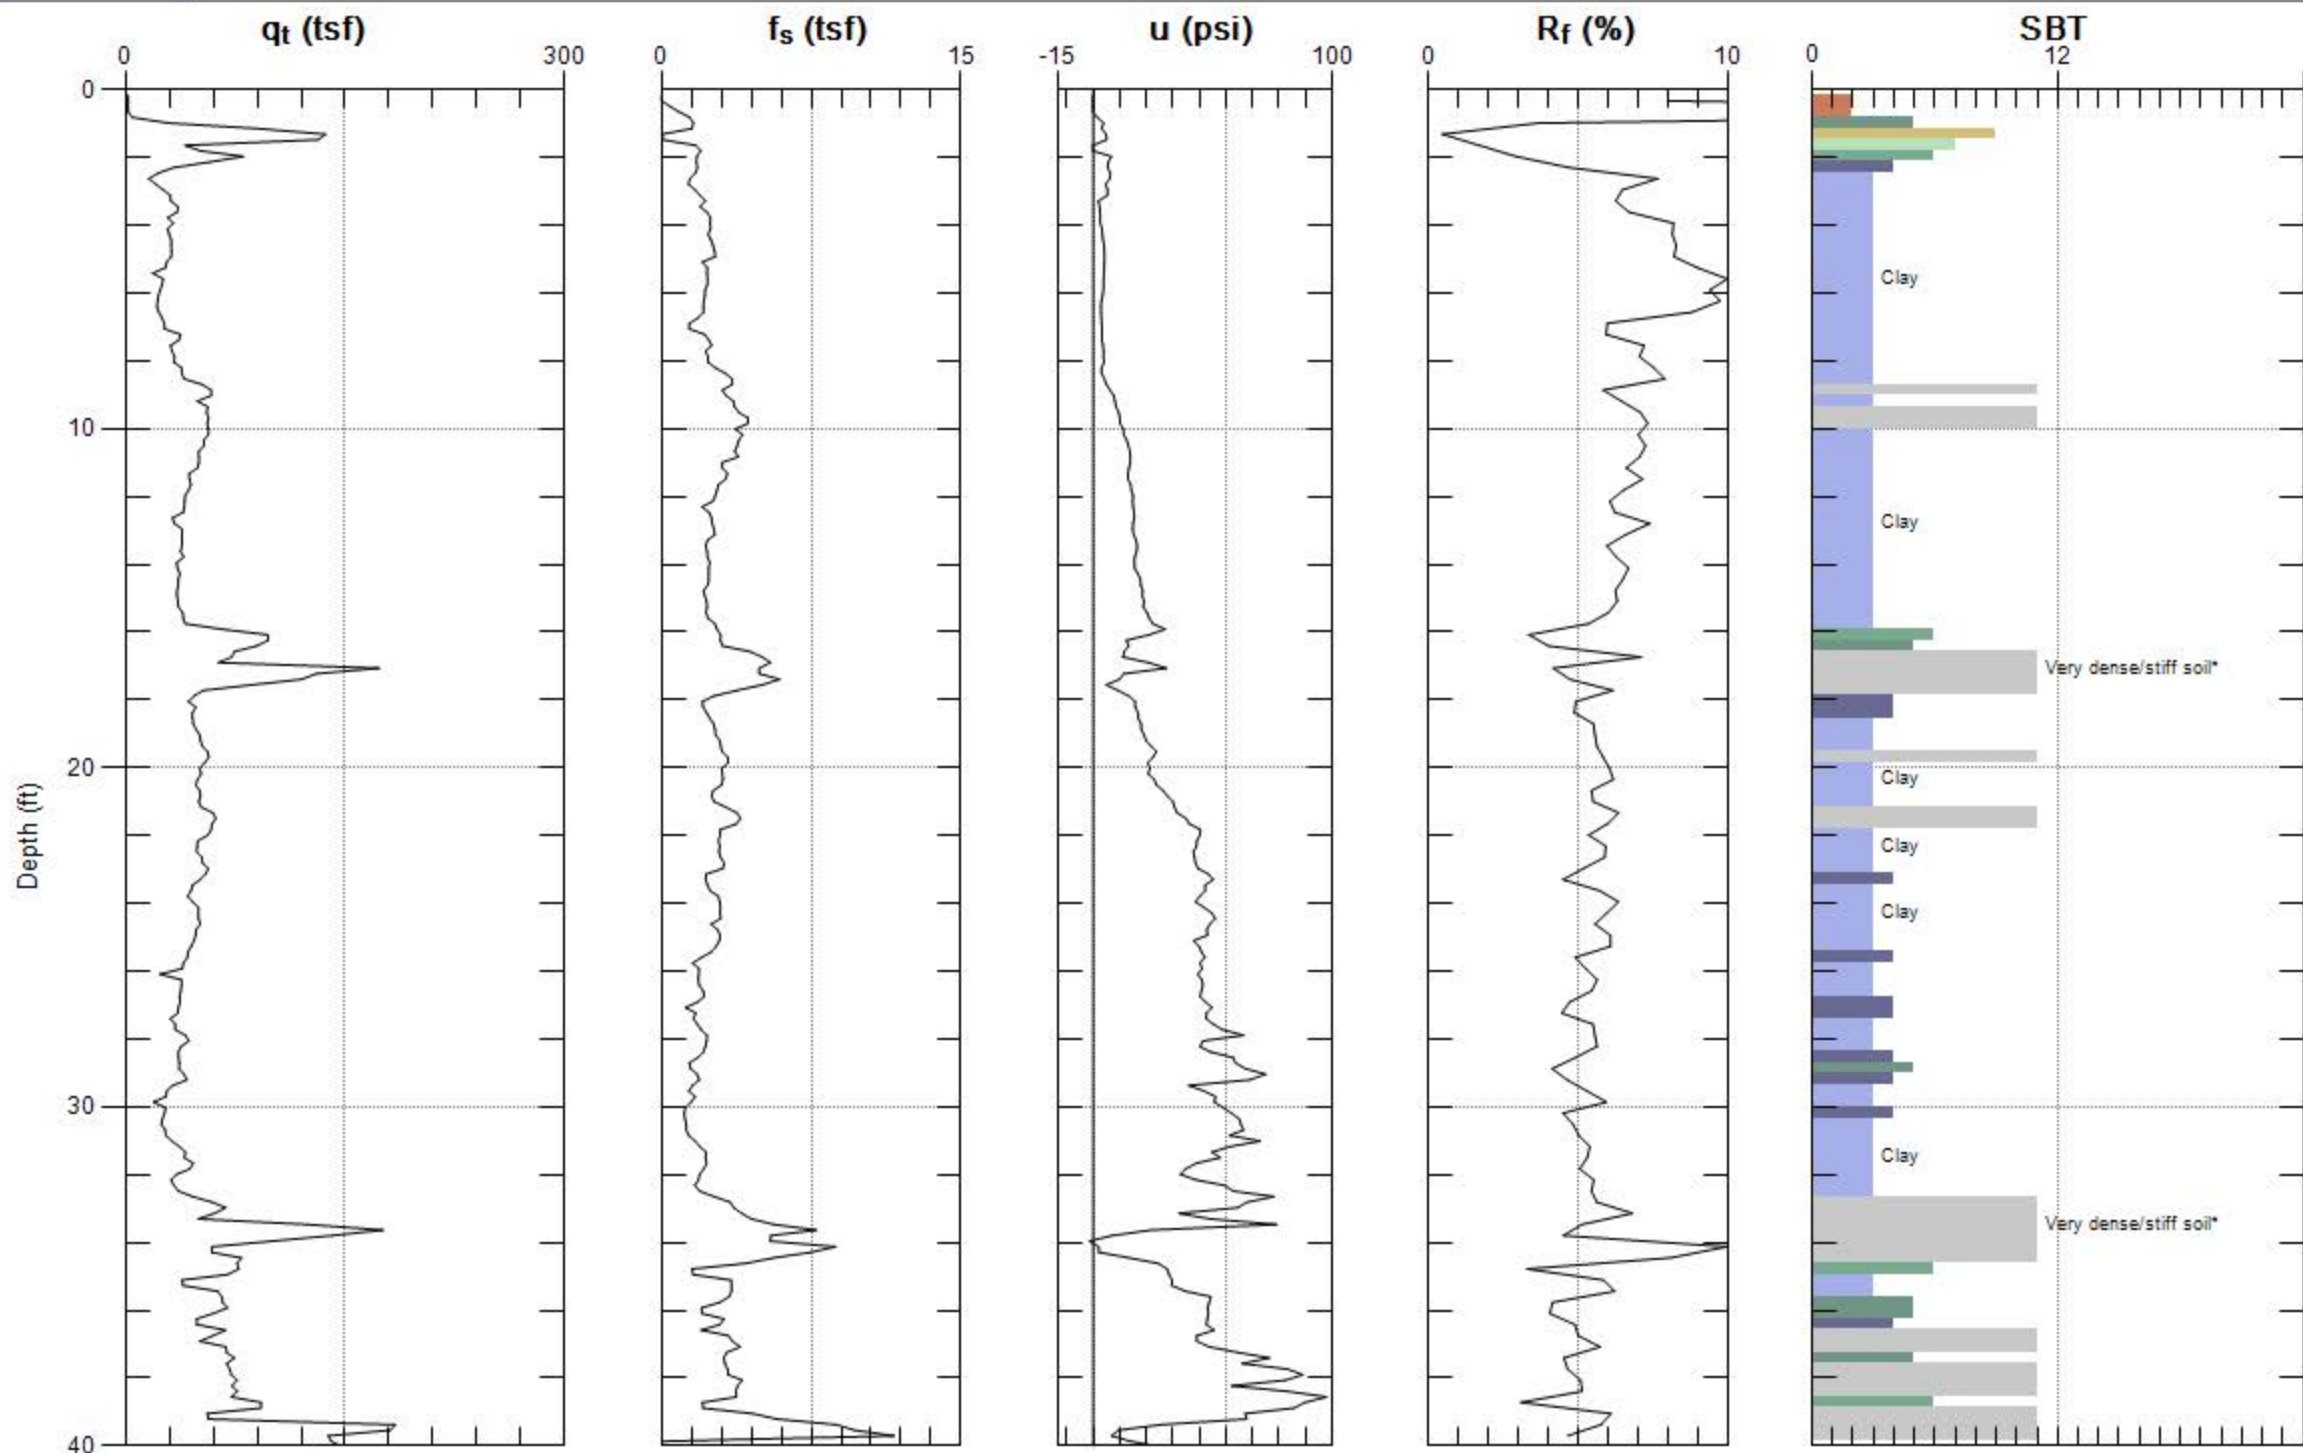 qt (tsf) fs (tsf) u (psi) Rf (%) SBT
0 300 0 15 -15 100 0 10 0 12
0
Clay
10
Clay
Very dense/stiff soil*
20
Clay
Clay
Depth (ft)
Clay
30
Clay
Very dense/stiff soil*
40